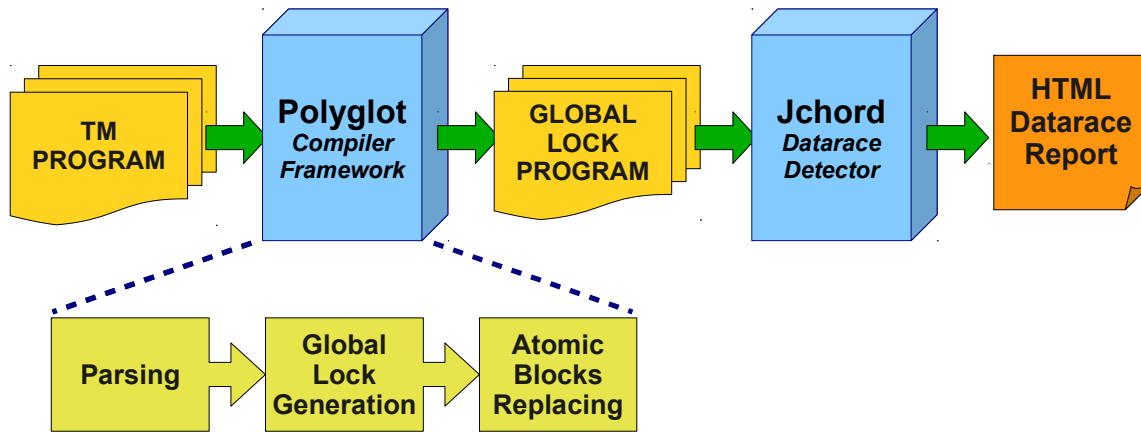 TM
PROGRAM
Polyglot
Compiler
Framework
GLOBAL
LOCK
PROGRAM
Jchord
Datarace
Detector
HTML
Datarace
Report
Parsing
Global
Lock
Generation
Atomic
Blocks
Replacing